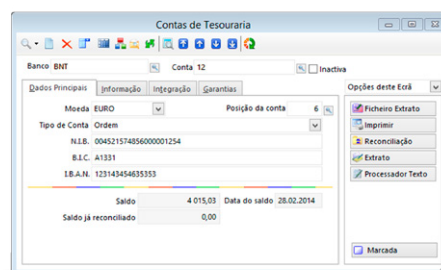 Contas de Tesouraria
Banco BNT Conta 12 Inactiva
Dados Principais Informação Integração Garantias Opções deste Ecrã
Moeda EURO Posição da conta 6 Ficheiro Extrato
Tipo de Conta Ordem Imprimir
N.I.B. 004521574856000001254 Reconciliação
B.I.C. A1331 Extrato
I.B.A.N. 123143454635353 Processador Texto
Saldo 4 015,03 Data do saldo 28.02.2014
Saldo já reconciliado 0,00
Marcada